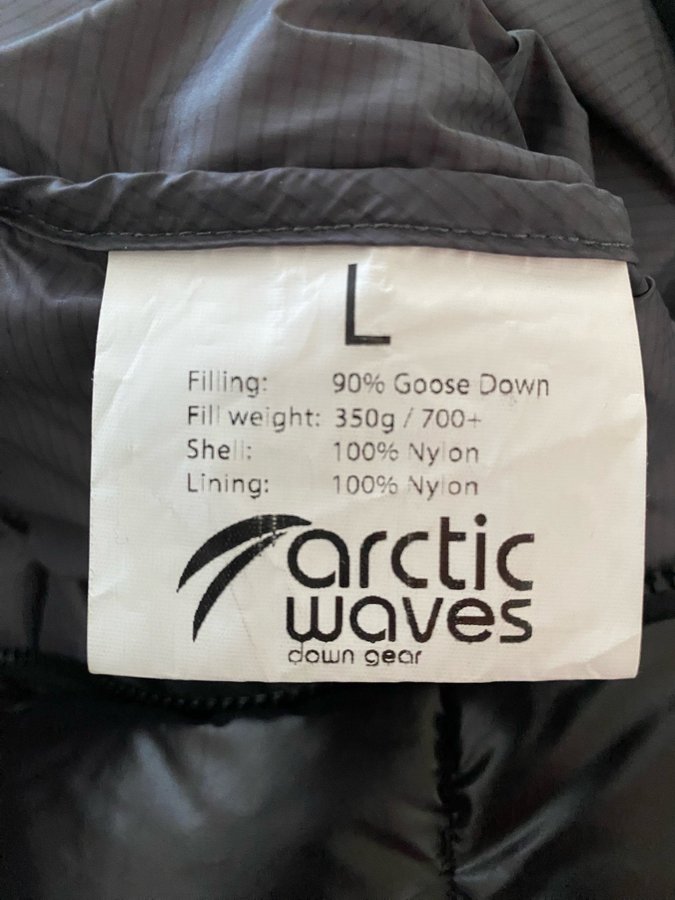 L
Filling: 90% Goose Down
Fill weight: 350g / 700+
Shell: 100% Nylon
Lining: 100% Nylon
arctic
waves
down gear